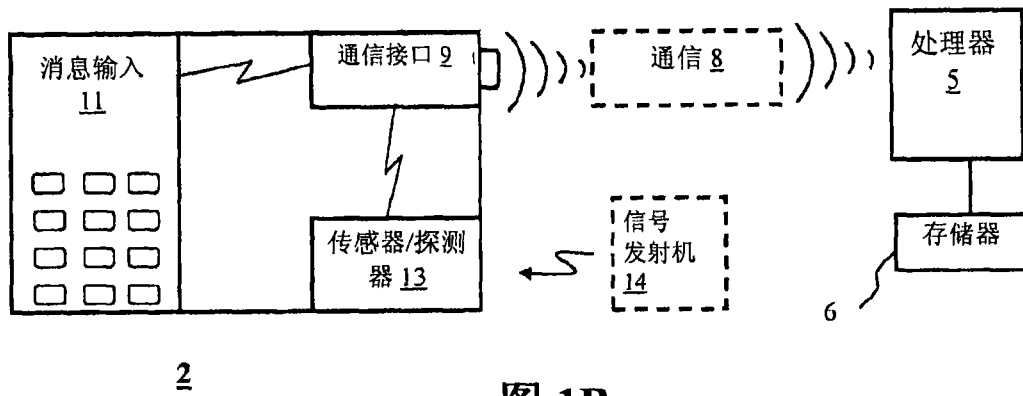 消息输入
11
通信接口 9
通信 8
处理器
5
传感器/探测
器 13
信号
发射机
14
存储器
6
2
图 1B